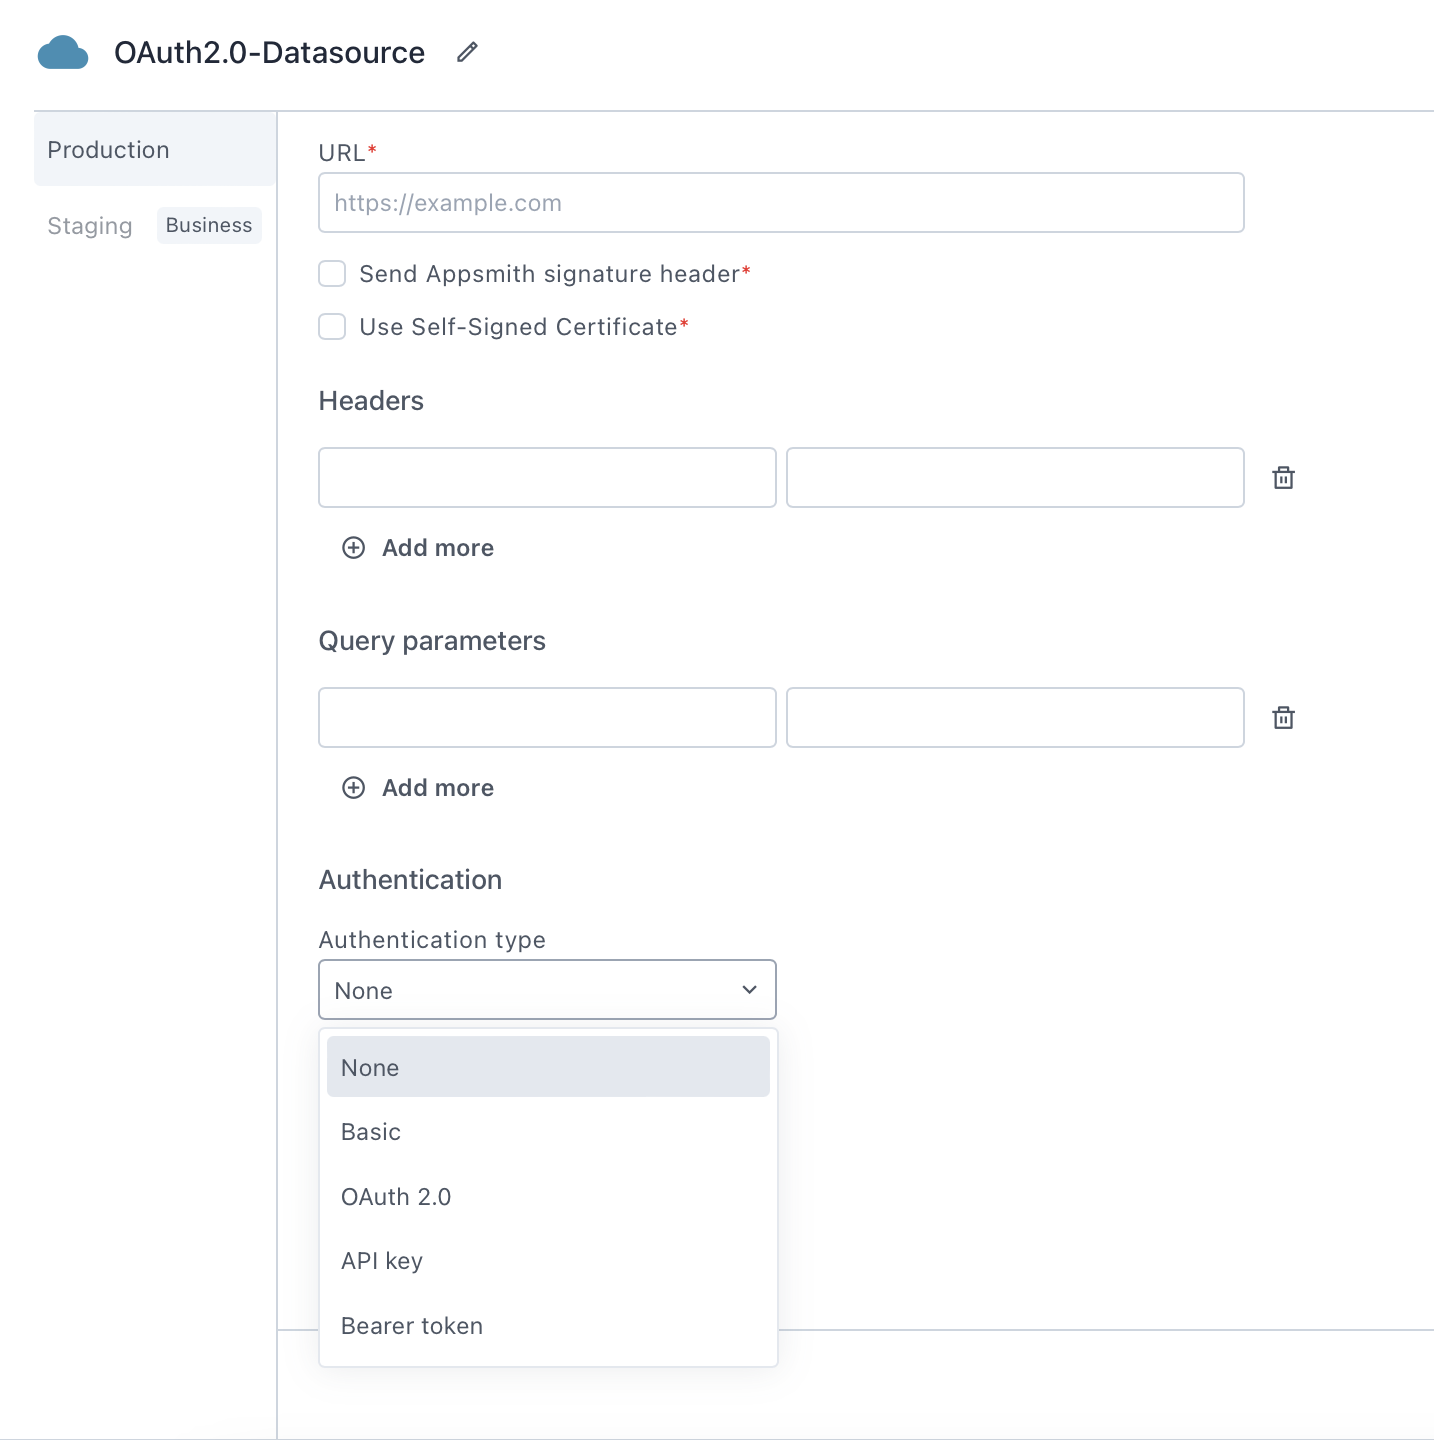 OAuth2.0-Datasource
Production
Staging Business
URL*
https://example.com
Send Appsmith signature header*
Use Self-Signed Certificate*
Headers
Add more
Query parameters
Add more
Authentication
Authentication type
None
None
Basic
OAuth 2.0
API key
Bearer token